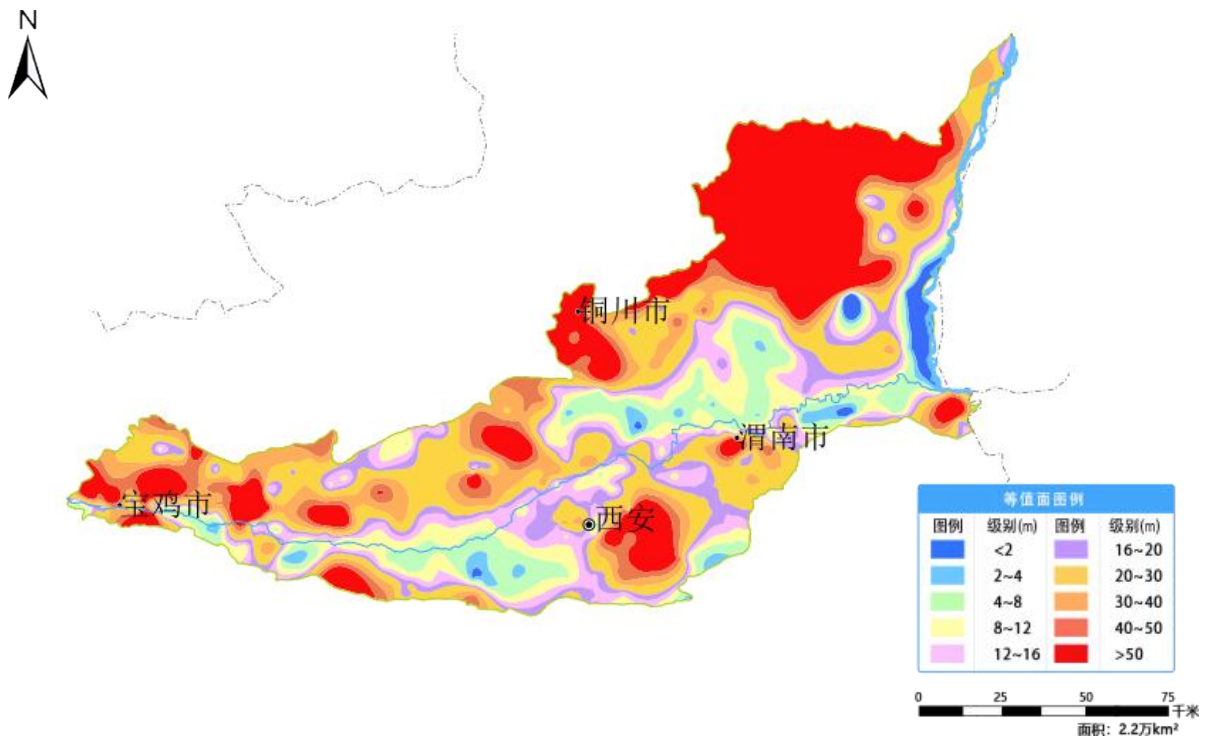 N
铜川市
渭南市
宝鸡市
西安
等值面图例
图例 级别(m) 图例 级别(m)
<2 16~20
2~4 20~30
4~8 30~40
8~12 40~50
12~16 >50
0 25 50 75
千米
面积：2.2万km²